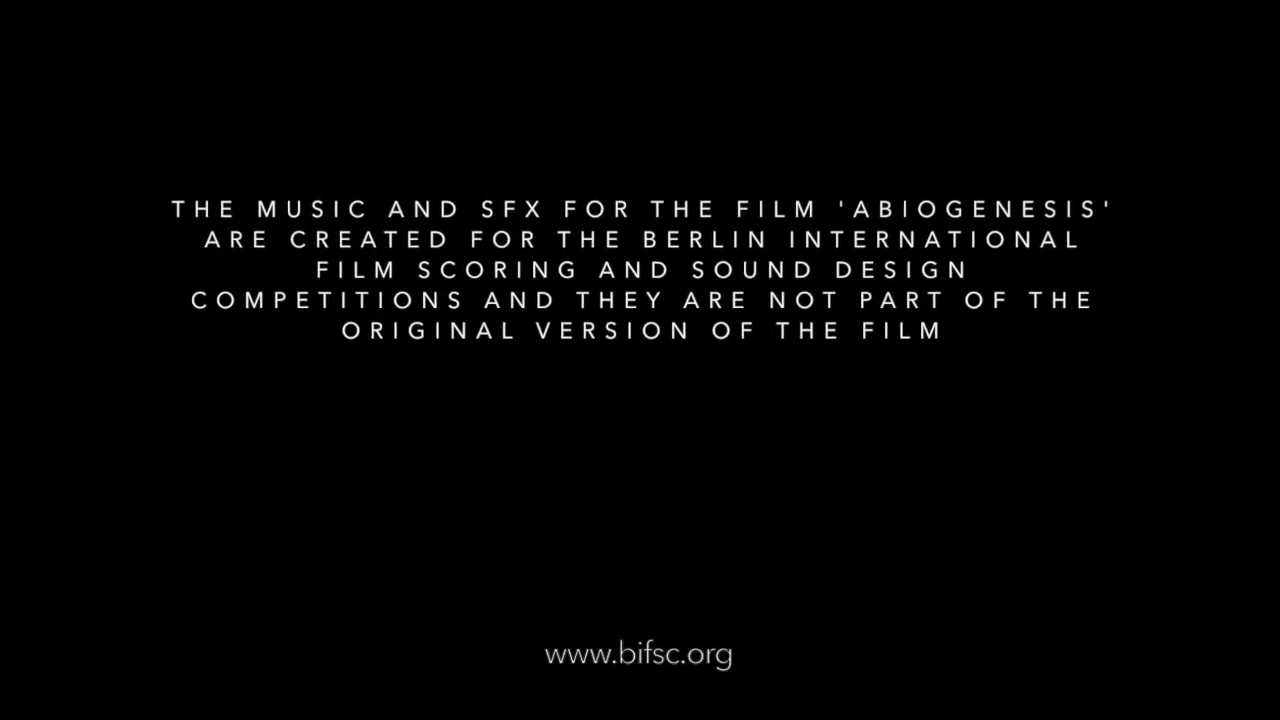 THE MUSIC AND SFX FOR THE FILM 'ABIOGENESIS'
ARE CREATED FOR THE BERLIN INTERNATIONAL
FILM SCORING AND SOUND DESIGN
COMPETITIONS AND THEY ARE NOT PART OF THE
ORIGINAL VERSION OF THE FILM
www.bifsc.org